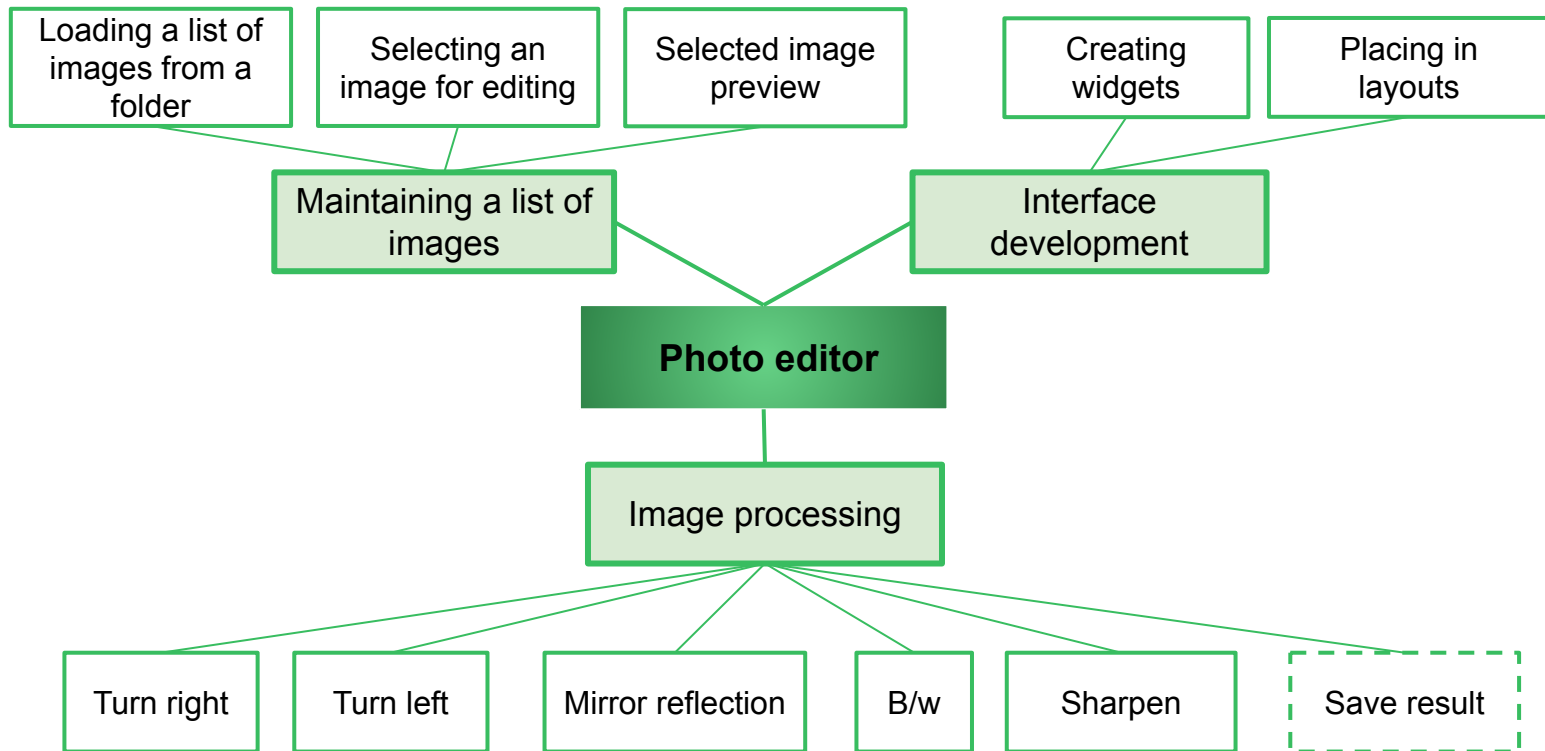 Loading a list of
images from a
folder
Selecting an
image for editing
Selected image
preview
Creating
widgets
Placing in
layouts
Maintaining a list of
images
Interface
development
Photo editor
Image processing
Turn right
Turn left
Mirror reflection
B/w
Sharpen
Save result